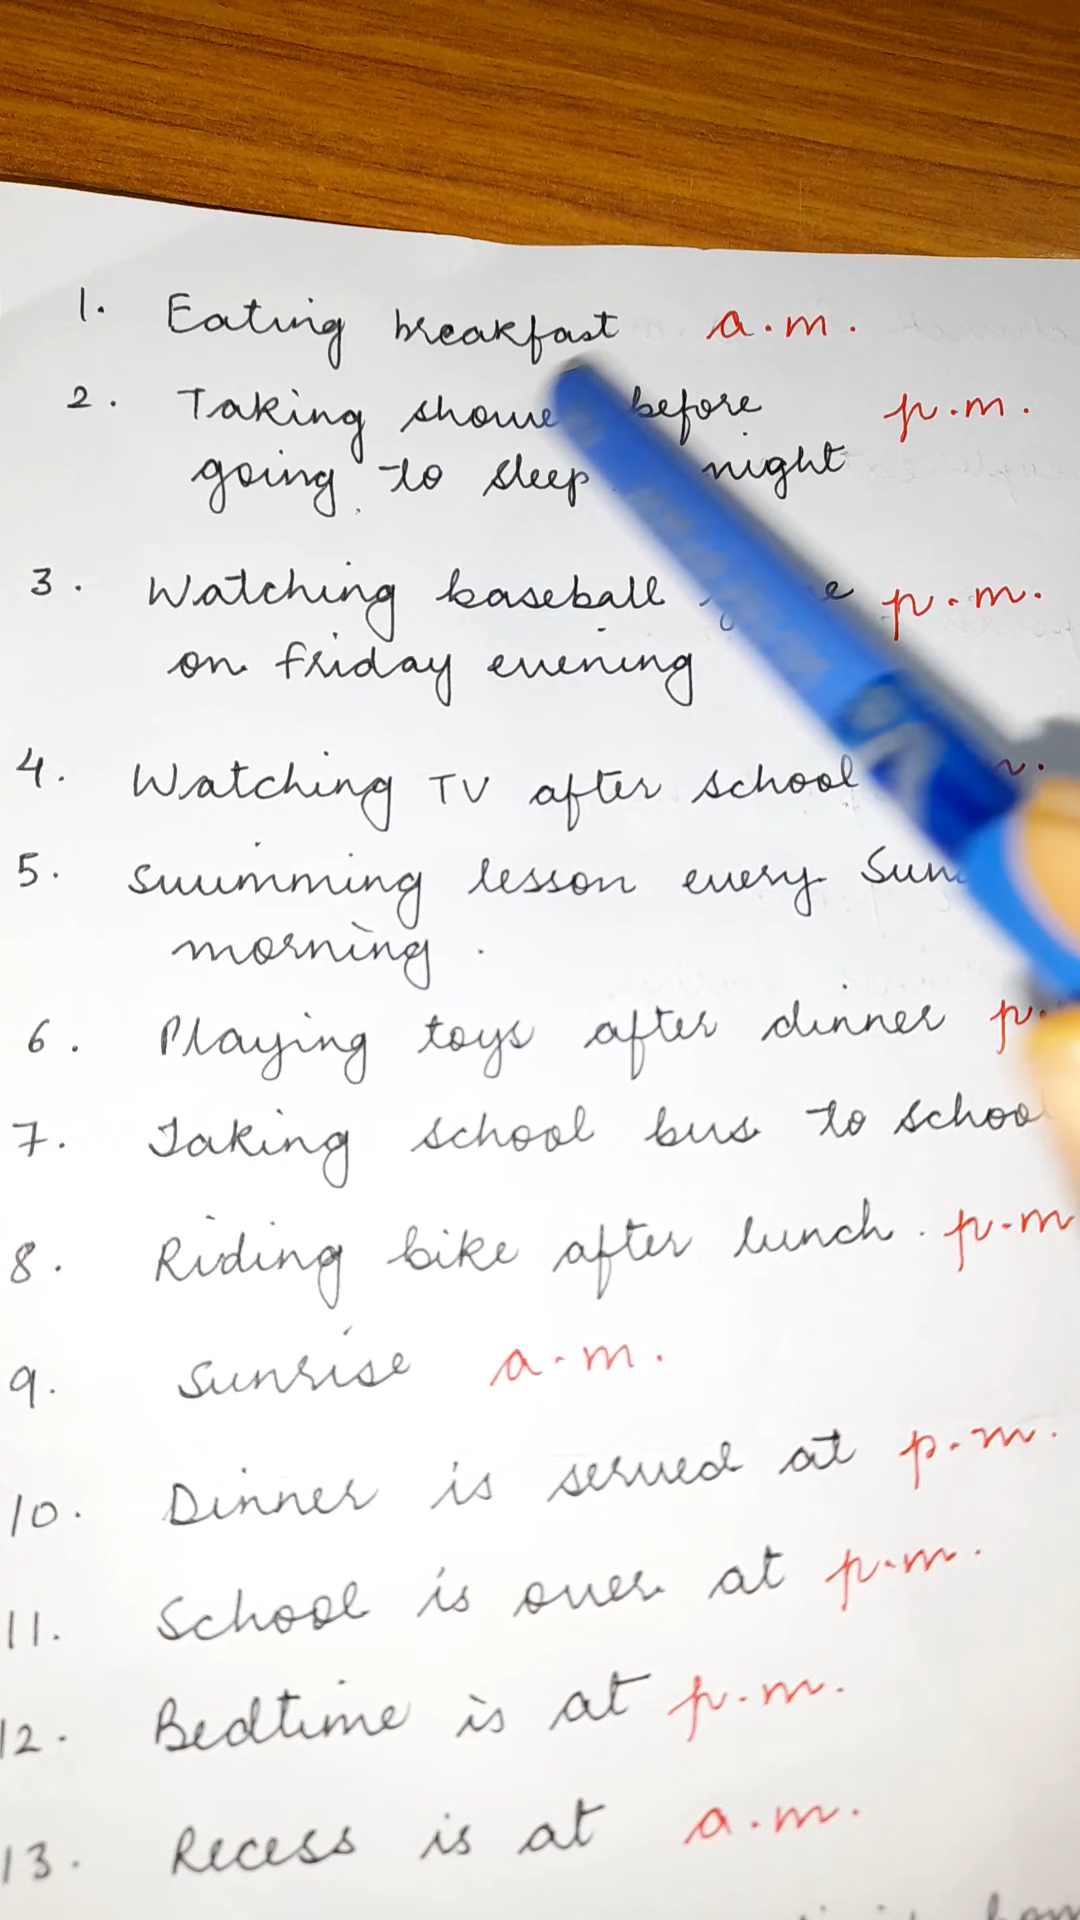 1. Eating breakfast a.m.
2. Taking before p.m.
going to sleep night
3. Watching baseball p.m.
on friday evening
4. Watching TV after school
5. Swimming lesson every
morning.
6. Playing toys after dinner
7. Taking school bus to
8. Riding bike after lunch. p.m
9. Sunrise a.m.
10. Dinner is served at p.m.
11. School is over at p.m.
12. Bedtime is at p.m.
13. Recess is at a.m.